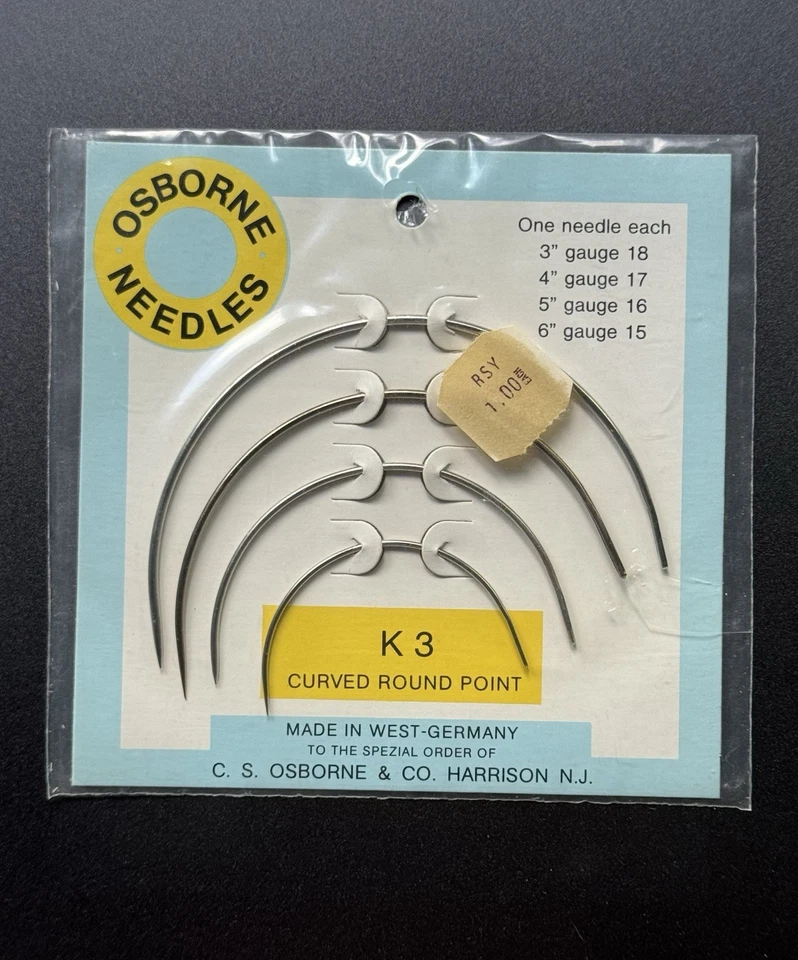 OSBORNE
NEEDLES
One needle each
3” gauge 18
4” gauge 17
5” gauge 16
6” gauge 15
RSY
1.00 EACH
K 3
CURVED ROUND POINT
MADE IN WEST-GERMANY
TO THE SPEZIAL ORDER OF
C. S. OSBORNE & CO. HARRISON N.J.